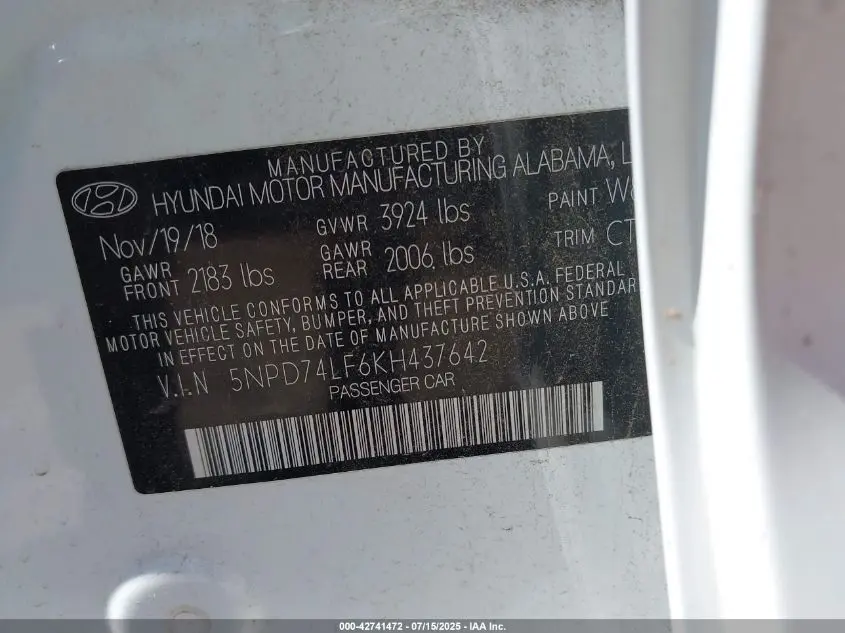 MANUFACTURED BY
HYUNDAI MOTOR MANUFACTURING ALABAMA, L
Nov/19/18 GVWR 3924 lbs PAINT W
GAWR FRONT 2183 lbs GAWR REAR 2006 lbs TRIM CT
THIS VEHICLE CONFORMS TO ALL APPLICABLE U.S.A. FEDERAL
MOTOR VEHICLE SAFETY, BUMPER, AND THEFT PREVENTION STANDAR
IN EFFECT ON THE DATE OF MANUFACTURE SHOWN ABOVE
V.I.N 5NPD74LF6KH437642
PASSENGER CAR
000-42741472 - 07/15/2025 - IAA Inc.